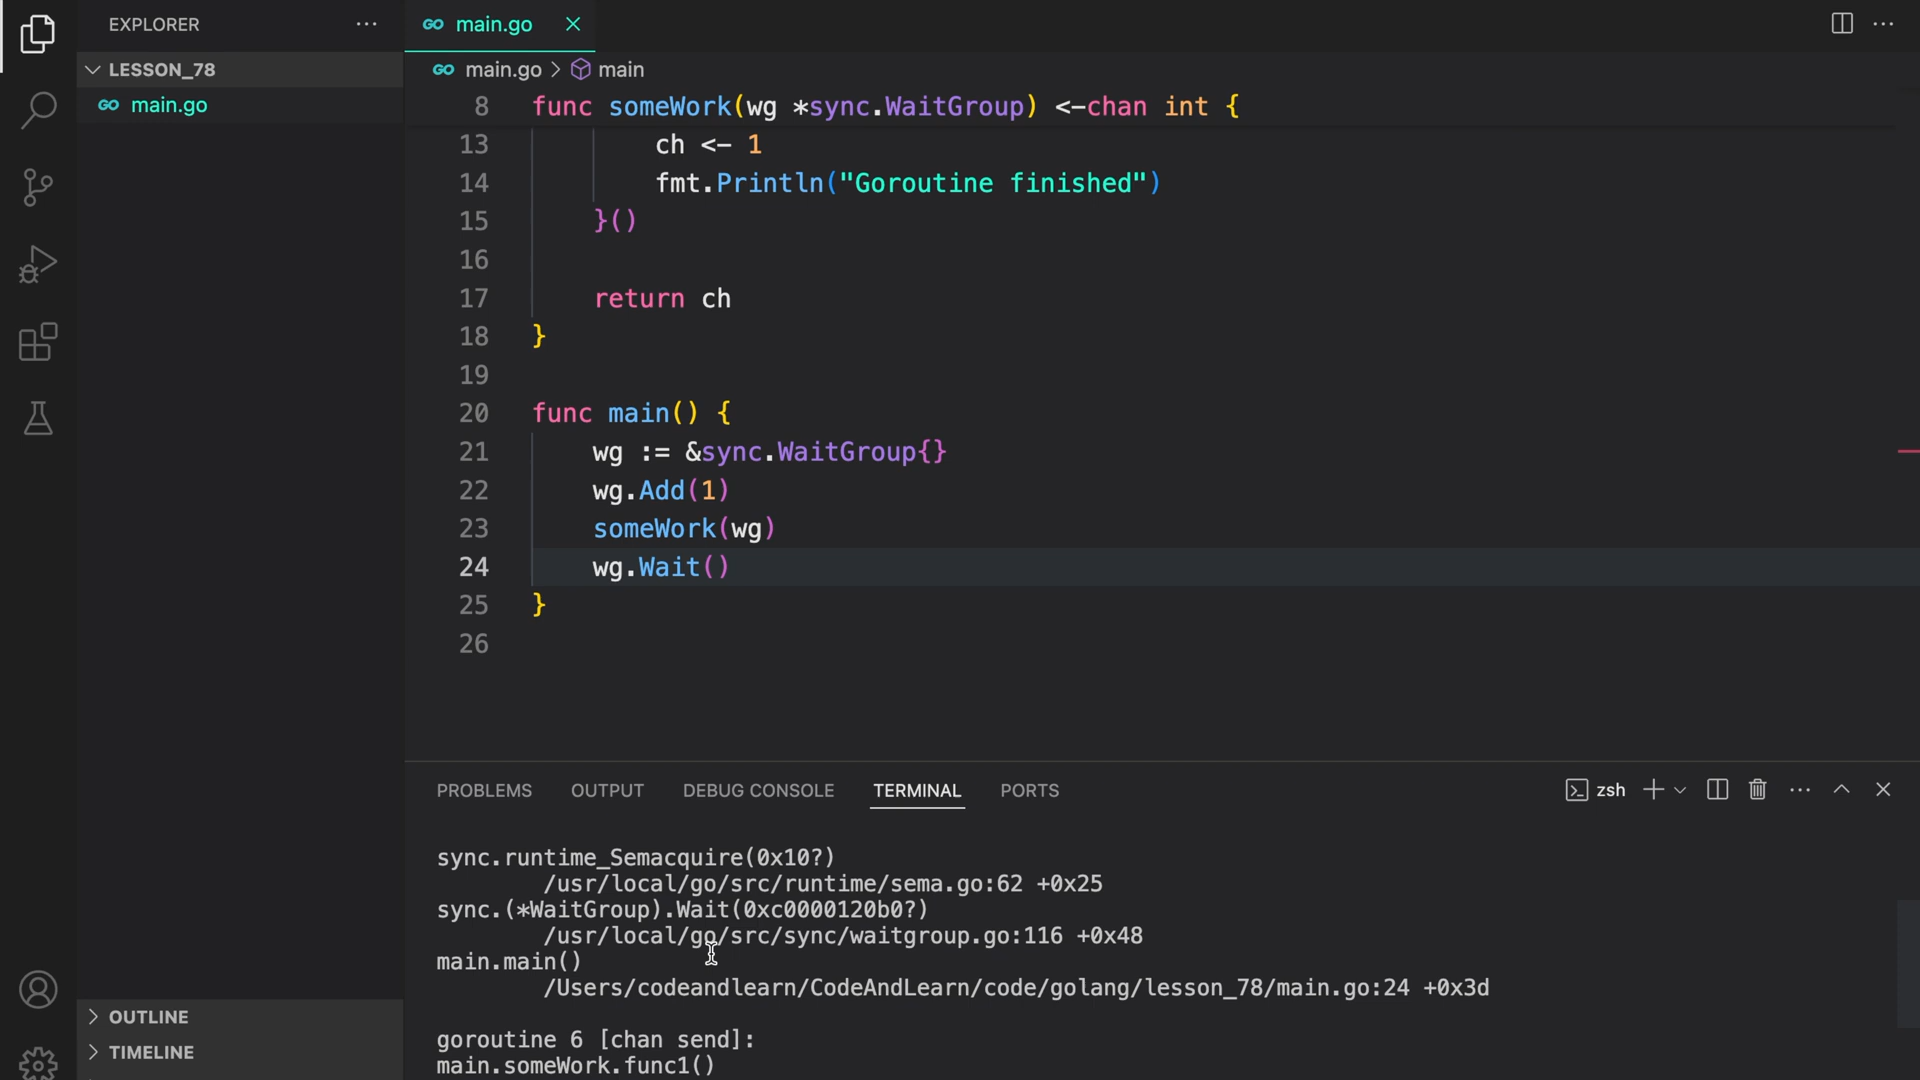 EXPLORER
LESSON_78
GO main.go
GO main.go
GO main.go > main
8 func someWork(wg *sync.WaitGroup) <-chan int {
13 ch <- 1
14 fmt.Println("Goroutine finished")
15 }()
16
17 return ch
18 }
19
20 func main() {
21 wg := &sync.WaitGroup{}
22 wg.Add(1)
23 someWork(wg)
24 wg.Wait()
25 }
26
PROBLEMS OUTPUT DEBUG CONSOLE TERMINAL PORTS zsh
sync.runtime_Semacquire(0x10?)
/usr/local/go/src/runtime/sema.go:62 +0x25
sync.(*WaitGroup).Wait(0xc0000120b0?)
/usr/local/go/src/sync/waitgroup.go:116 +0x48
main.main()
/Users/codeandlearn/CodeAndLearn/code/golang/lesson_78/main.go:24 +0x3d
goroutine 6 [chan send]:
main.someWork.func1()
OUTLINE
TIMELINE